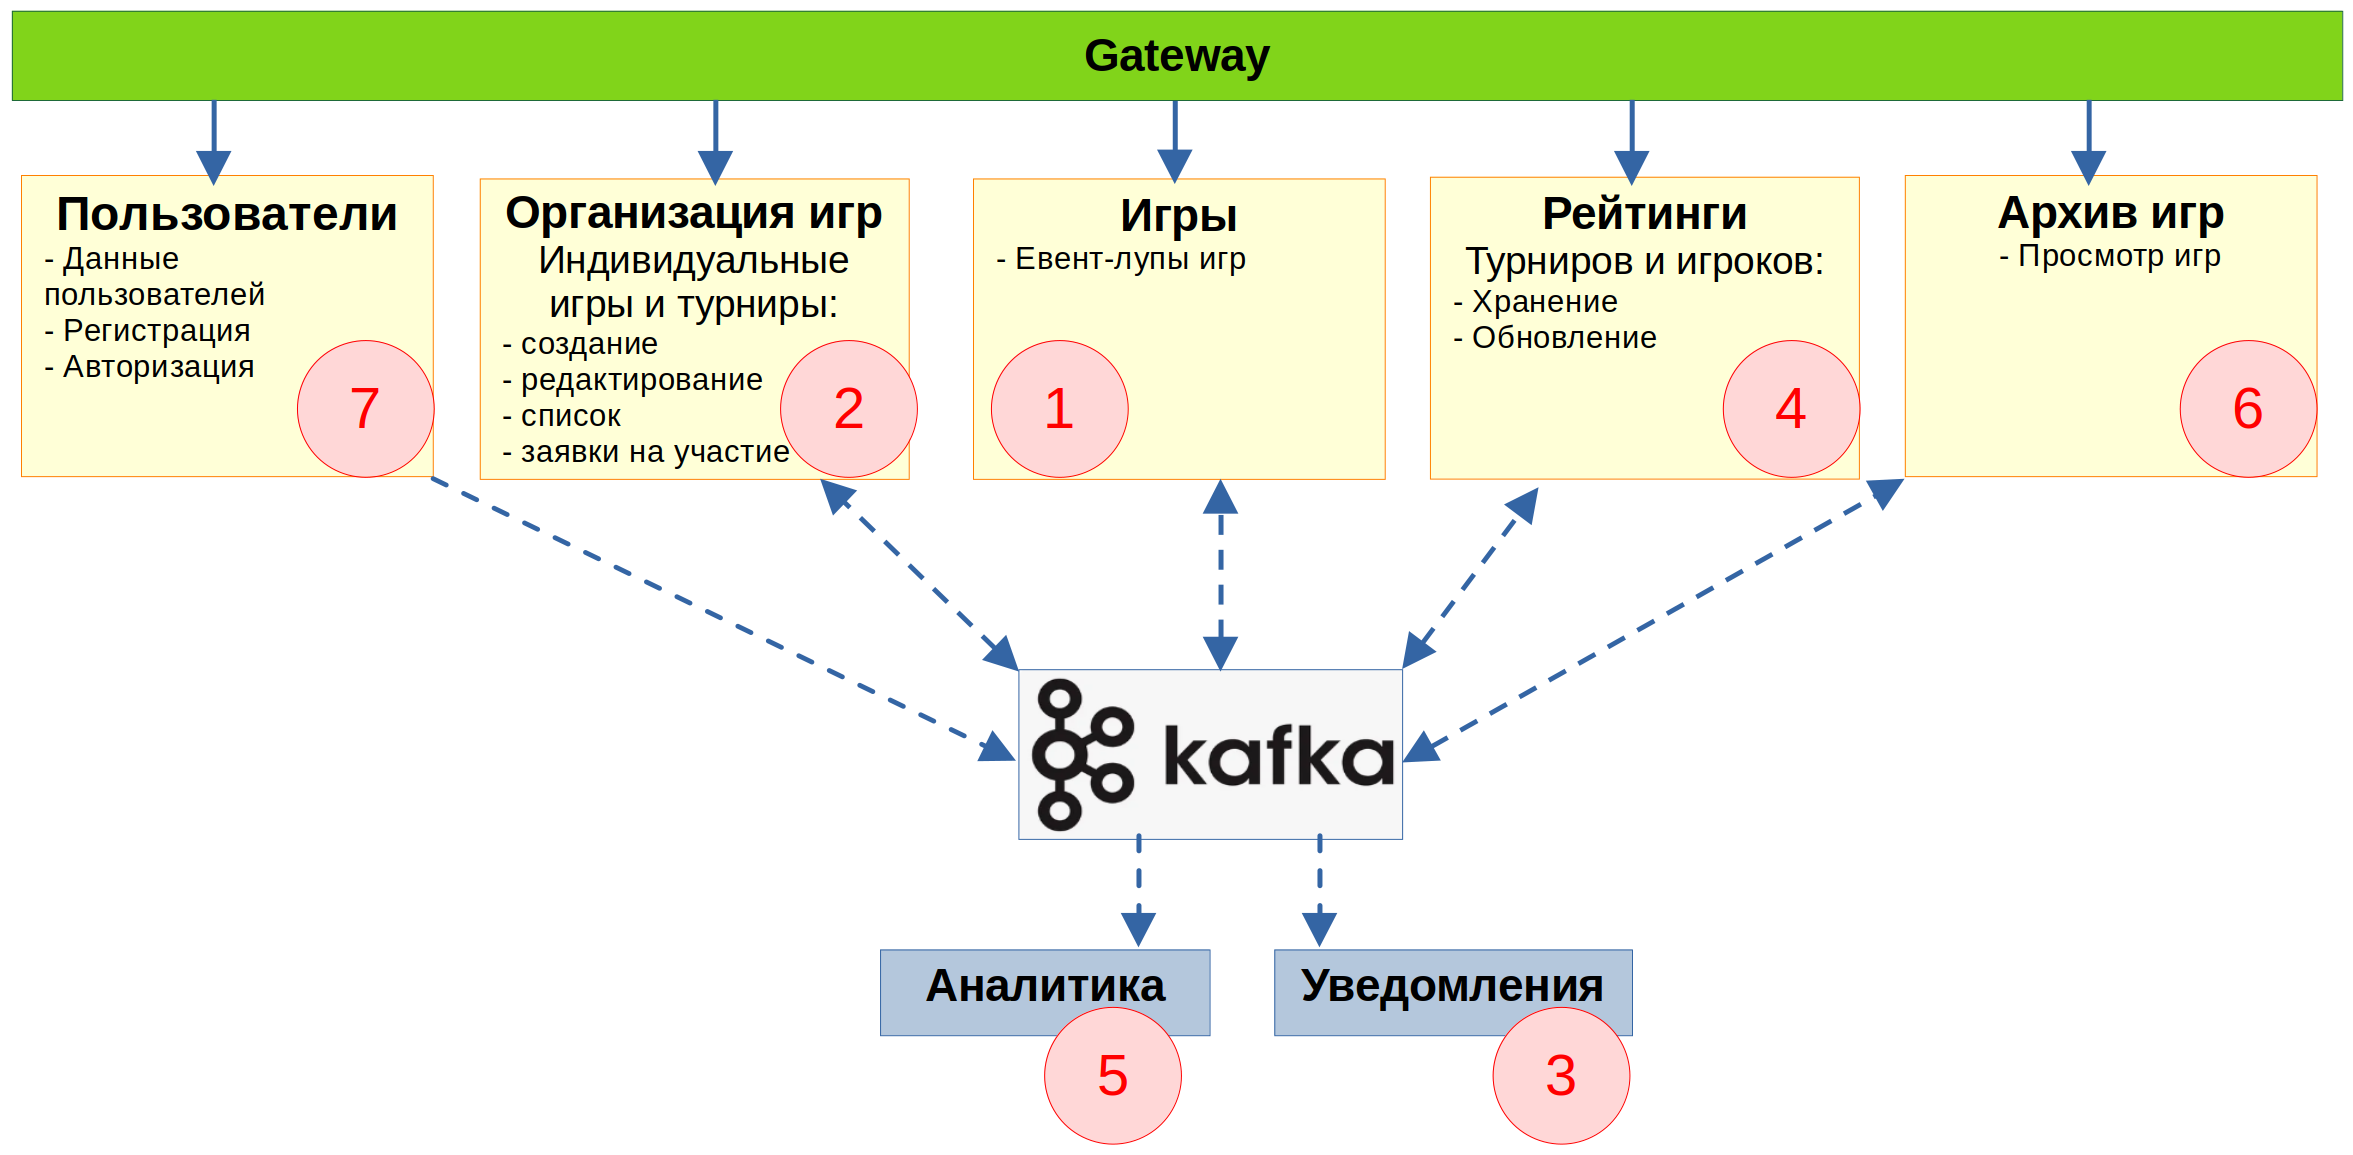 Gateway
Пользователи
- Данные
пользователей
- Регистрация
- Авторизация
7
Организация игр
Индивидуальные
игры и турниры:
- создание
- редактирование
- список
- заявки на участие
2
Игры
- Евент-лупы игр
1
Рейтинги
Турниров и игроков:
- Хранение
- Обновление
4
Архив игр
- Просмотр игр
6
kafka
Аналитика
5
Уведомления
3